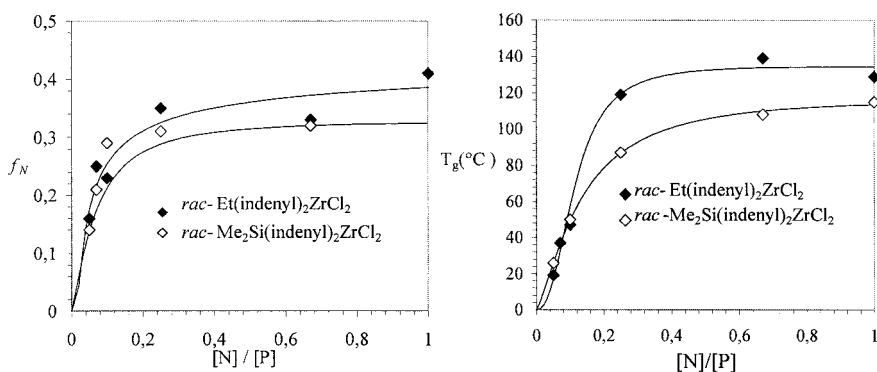 0,5
0,4
0,3
0,2
0,1
0
f_N
rac- Et(indenyl)₂ZrCl₂
rac- Me₂Si(indenyl)₂ZrCl₂
0 0,2 0,4 0,6 0,8 1
[N] / [P]
160
140
120
100
80
60
40
20
0
T_g(°C)
rac- Et(indenyl)₂ZrCl₂
rac - Me₂Si(indenyl)₂ZrCl₂
0 0,2 0,4 0,6 0,8 1
[N]/[P]